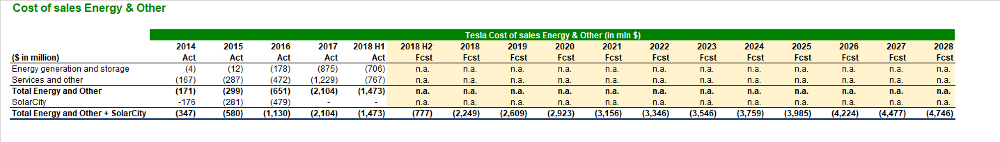 Cost of sales Energy & Other
Tesla Cost of sales Energy & Other (in mln $)
2014 2015 2016 2017 2018 H1 2018 H2 2018 2019 2020 2021 2022 2023 2024 2025 2026 2027 2028
($ in million) Act Act Act Act Act Fcst Fcst Fcst Fcst Fcst Fcst Fcst Fcst Fcst Fcst Fcst Fcst
Energy generation and storage (4) (12) (178) (875) (706) n.a. n.a. n.a. n.a. n.a. n.a. n.a. n.a. n.a. n.a. n.a. n.a.
Services and other (167) (287) (472) (1,229) (767) n.a. n.a. n.a. n.a. n.a. n.a. n.a. n.a. n.a. n.a. n.a. n.a.
Total Energy and Other (171) (299) (651) (2,104) (1,473) n.a. n.a. n.a. n.a. n.a. n.a. n.a. n.a. n.a. n.a. n.a. n.a.
SolarCity -176 (281) (479) - - n.a. n.a. n.a. n.a. n.a. n.a. n.a. n.a. n.a. n.a. n.a. n.a.
Total Energy and Other + SolarCity (347) (580) (1,130) (2,104) (1,473) (777) (2,249) (2,609) (2,923) (3,156) (3,346) (3,546) (3,759) (3,985) (4,224) (4,477) (4,746)